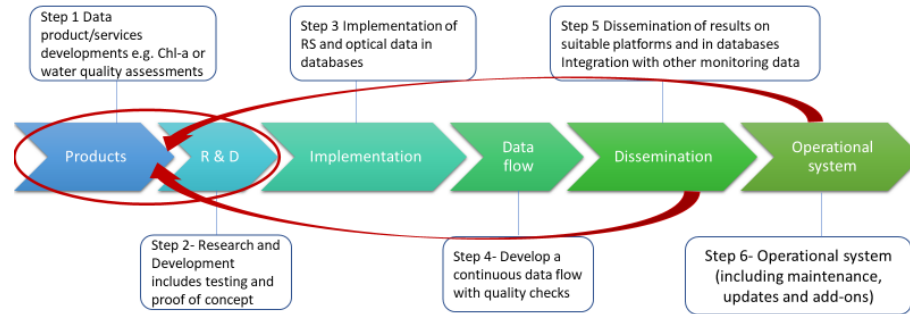 Step 1 Data
product/services
developments e.g. Chl-a or
water quality assessments
Step 3 Implementation of
RS and optical data in
databases
Step 5 Dissemination of results on
suitable platforms and in databases
Integration with other monitoring data
Products
R & D
Implementation
Data
flow
Dissemination
Operational
system
Step 2- Research and
Development
includes testing and
proof of concept
Step 4- Develop a
continuous data flow
with quality checks
Step 6- Operational system
(including maintenance,
updates and add-ons)